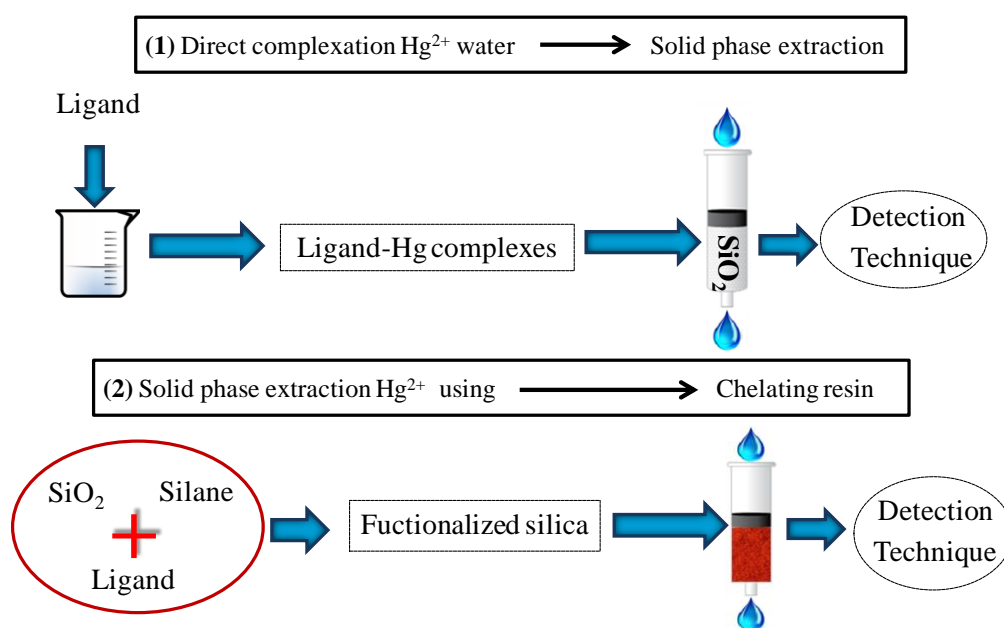 (1) Direct complexation Hg²⁺ water Solid phase extraction
Ligand
Ligand-Hg complexes
SiO₂
Detection
Technique
(2) Solid phase extraction Hg²⁺ using Chelating resin
SiO₂ Silane
Ligand
Fuctionalized silica
Detection
Technique